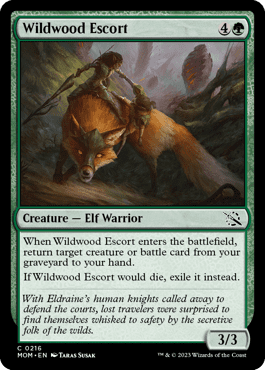 Wildwood Escort
4
Creature — Elf Warrior
When Wildwood Escort enters the battlefield,
return target creature or battle card from your
graveyard to your hand.
If Wildwood Escort would die, exile it instead.
With Eldraine's human knights called away to
defend the courts, lost travelers were surprised to
find themselves whisked to safety by the secretive
folk of the wilds.
3/3
C 0216
MOM • EN TARAS SUSAK
™ & © 2023 Wizards of the Coast